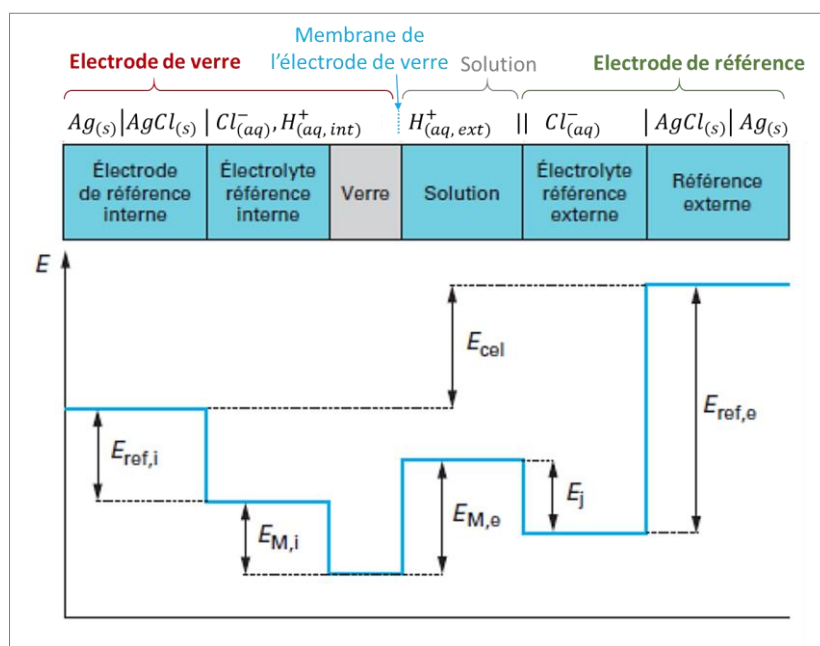 Membrane de
Electrode de verre
l'électrode de verre
Solution
Electrode de référence
Ag(s)|AgCl(s) | Cl⁻(aq), H⁺(aq, int)
H⁺(aq, ext) || Cl⁻(aq) | AgCl(s)| Ag(s)
Électrode
de référence
interne
Électrolyte
référence
interne
Verre
Solution
Électrolyte
référence
externe
Référence
externe
E
Ecel
Eref,i
Eref,e
EM,i
EM,e
Ej